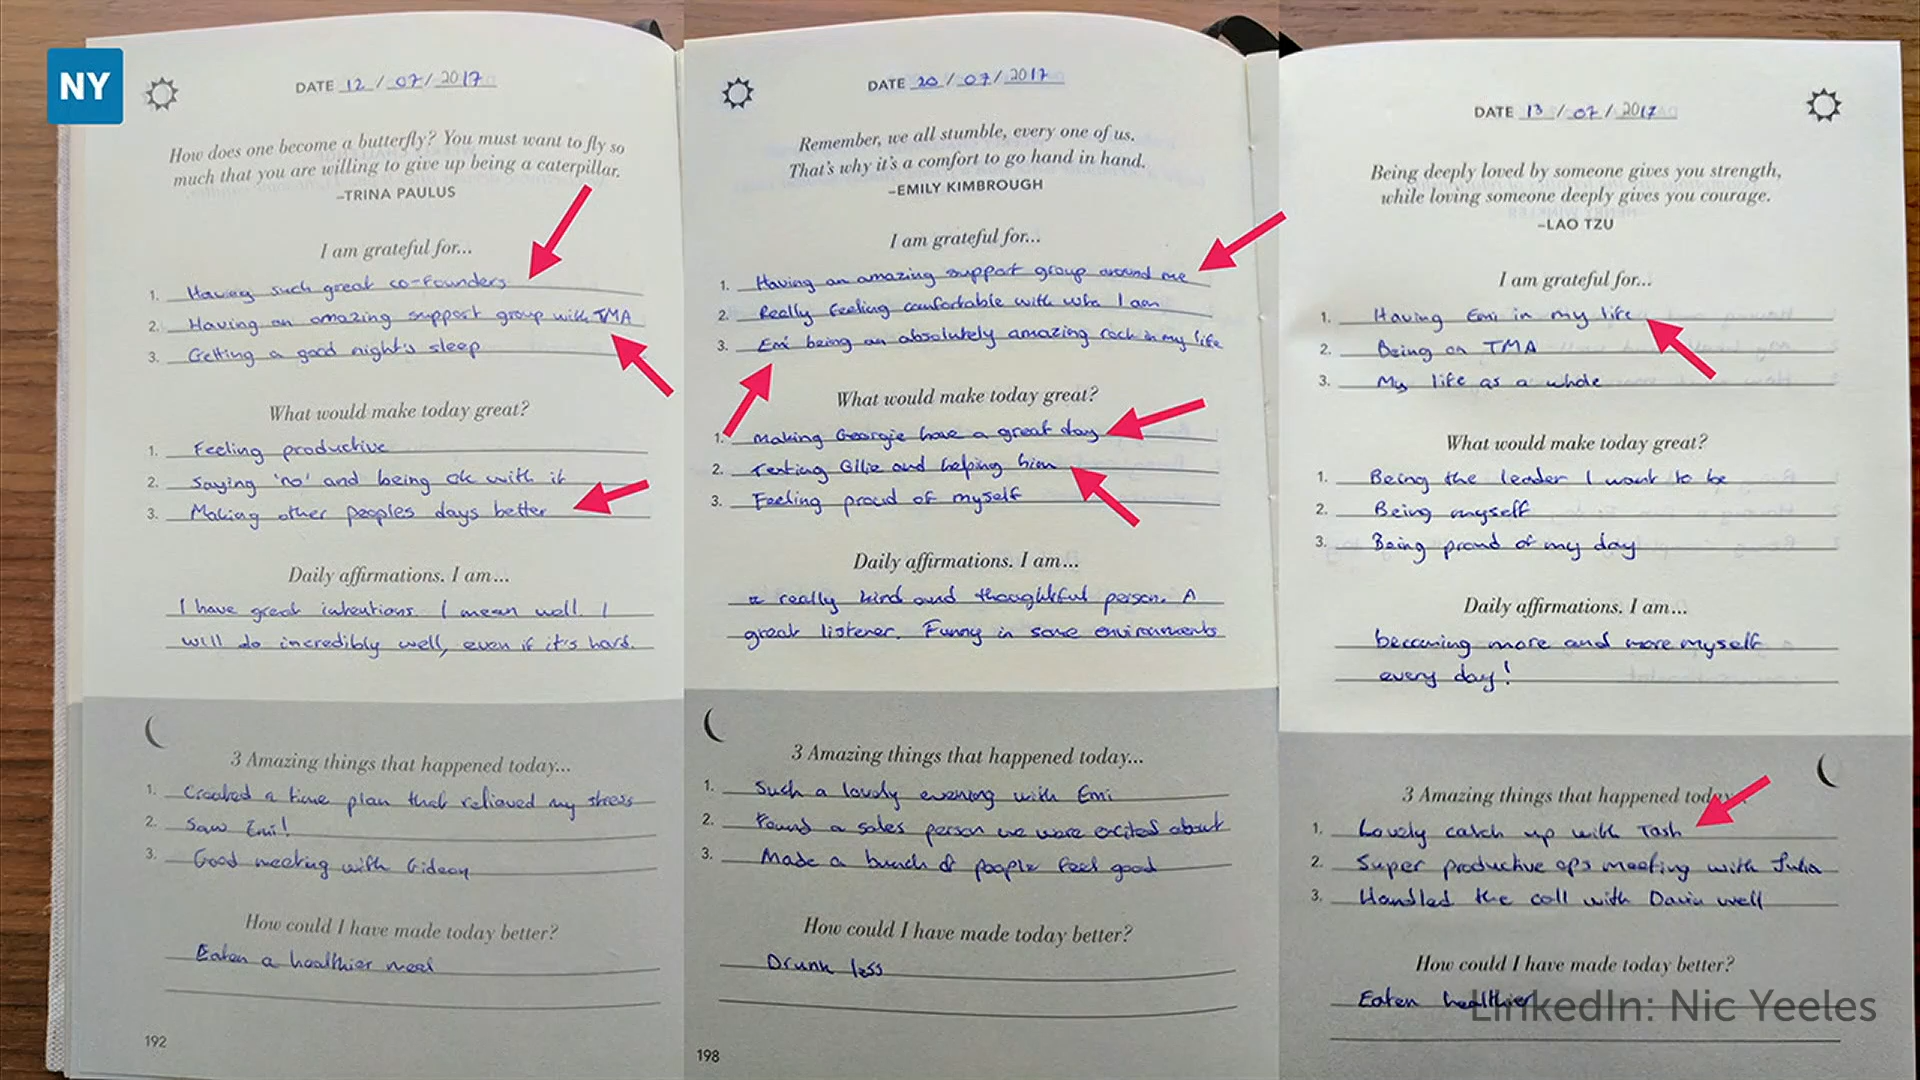 NY
DATE 12 / 07 / 2017
How does one become a butterfly? You must want to fly so
much that you are willing to give up being a caterpillar.
–TRINA PAULUS
I am grateful for...
1. Having such great co-founders
2. Having an amazing support group with TMA
3. Getting a good night's sleep
What would make today great?
1. Feeling productive
2. Saying 'no' and being ok with it
3. Making other peoples days better
Daily affirmations. I am...
I have great intentions. I mean well. I
will do incredibly well, even if it's hard.
3 Amazing things that happened today...
1. Created a time plan that relieved my stress
2. Saw Emi!
3. Good meeting with Gideon
How could I have made today better?
Eaten a healthier meal
192
DATE 20 / 07 / 2017
Remember, we all stumble, every one of us.
That's why it's a comfort to go hand in hand.
–EMILY KIMBROUGH
I am grateful for...
1. Having an amazing support group around me
2. Really feeling comfortable with who I am
3. Emi being an absolutely amazing rock in my life
What would make today great?
1. Making Georgie have a great day
2. Texting Ollie and helping him
3. Feeling proud of myself
Daily affirmations. I am...
a really kind and thoughtful person. A
great listener. Funny in some environments
3 Amazing things that happened today...
1. Such a lovely evening with Emi
2. Found a sales person we were excited about
3. Made a bunch of people feel good
How could I have made today better?
Drunk less
198
DATE 13 / 07 / 2017
Being deeply loved by someone gives you strength,
while loving someone deeply gives you courage.
–LAO TZU
I am grateful for...
1. Having Emi in my life
2. Being on TMA
3. My life as a whole
What would make today great?
1. Being the leader I want to be
2. Being myself
3. Being proud of my day
Daily affirmations. I am...
becoming more and more myself
every day!
3 Amazing things that happened today
1. Lovely catch up with Tash
2. Super productive ops meeting with Julia
3. Handled the call with well
How could I have made today better?
Eaten healthier
LinkedIn: Nic Yeeles